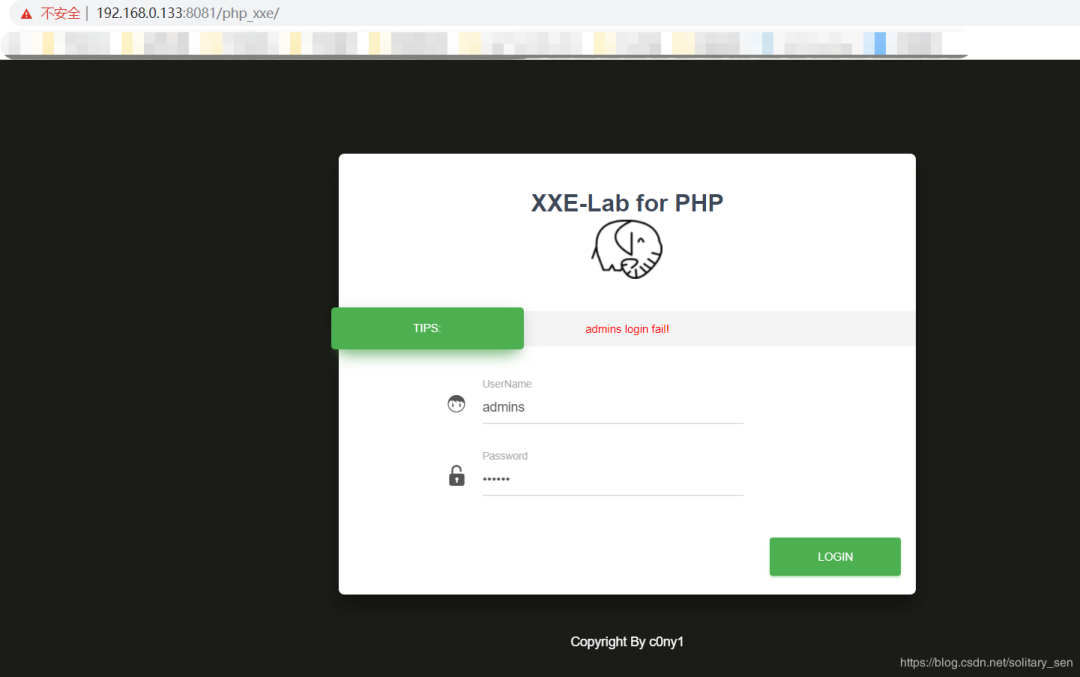 不安全 | 192.168.0.133:8081/php_xxe/
XXE-Lab for PHP
TIPS:
admins login fail!
UserName
admins
Password
••••••
LOGIN
Copyright By c0ny1
https://blog.csdn.net/solitary_sen